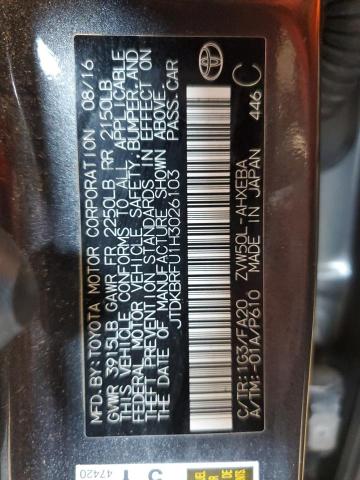 MFD.BY: TOYOTA MOTOR CORPORATION 08/16
GVWR 3915LB GAWR FR 2250LB RR 2150LB
THIS VEHICLE CONFORMS TO ALL APPLICABLE
FEDERAL MOTOR VEHICLE SAFETY, BUMPER, AND
THEFT PREVENTION STANDARDS IN EFFECT ON
THE DATE OF MANUFACTURE SHOWN ABOVE.
JTDKBRFU1H3026103 PASS.CAR
C/TR:1G3/FA20 ZVW50L-AHXEBA
A/TM:-01A/P610 MADE IN JAPAN 446 C
47420